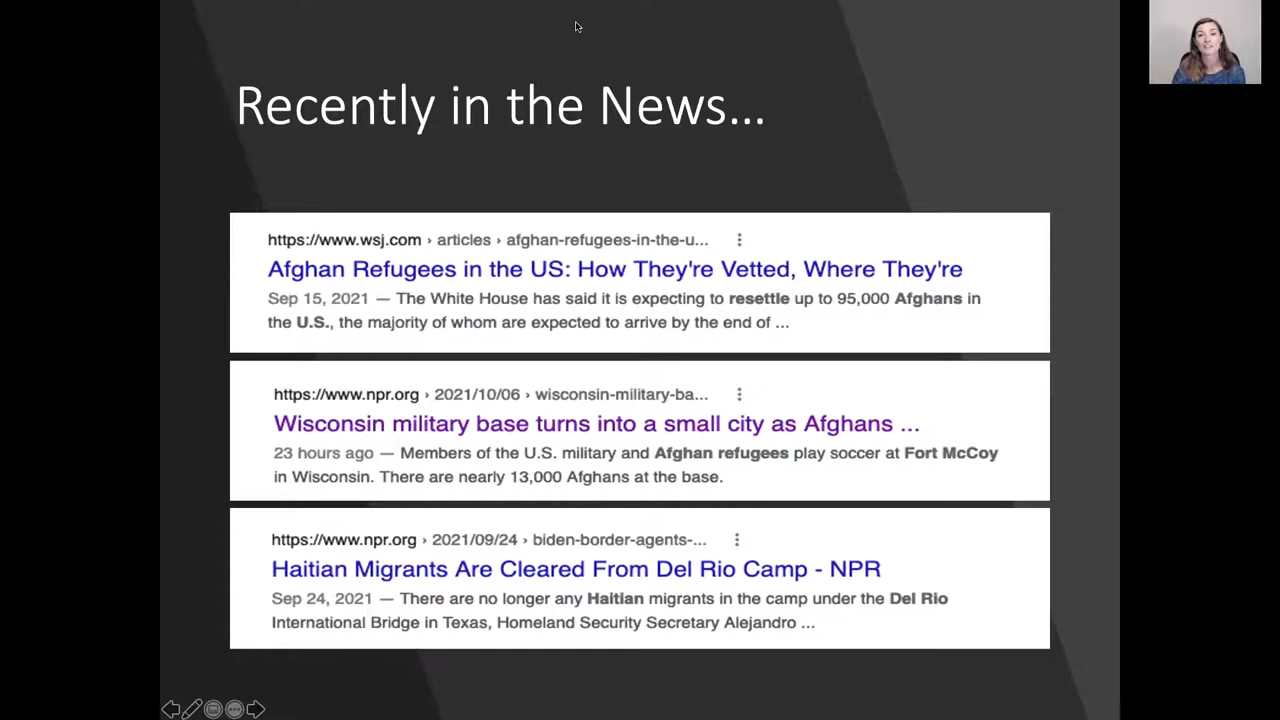 Recently in the News...
https://www.wsj.com › articles › afghan-refugees-in-the-u...
Afghan Refugees in the US: How They're Vetted, Where They're
Sep 15, 2021 — The White House has said it is expecting to resettle up to 95,000 Afghans in
the U.S., the majority of whom are expected to arrive by the end of ...
https://www.npr.org › 2021/10/06 › wisconsin-military-ba...
Wisconsin military base turns into a small city as Afghans ...
23 hours ago — Members of the U.S. military and Afghan refugees play soccer at Fort McCoy
in Wisconsin. There are nearly 13,000 Afghans at the base.
https://www.npr.org › 2021/09/24 › biden-border-agents-...
Haitian Migrants Are Cleared From Del Rio Camp - NPR
Sep 24, 2021 — There are no longer any Haitian migrants in the camp under the Del Rio
International Bridge in Texas, Homeland Security Secretary Alejandro ...